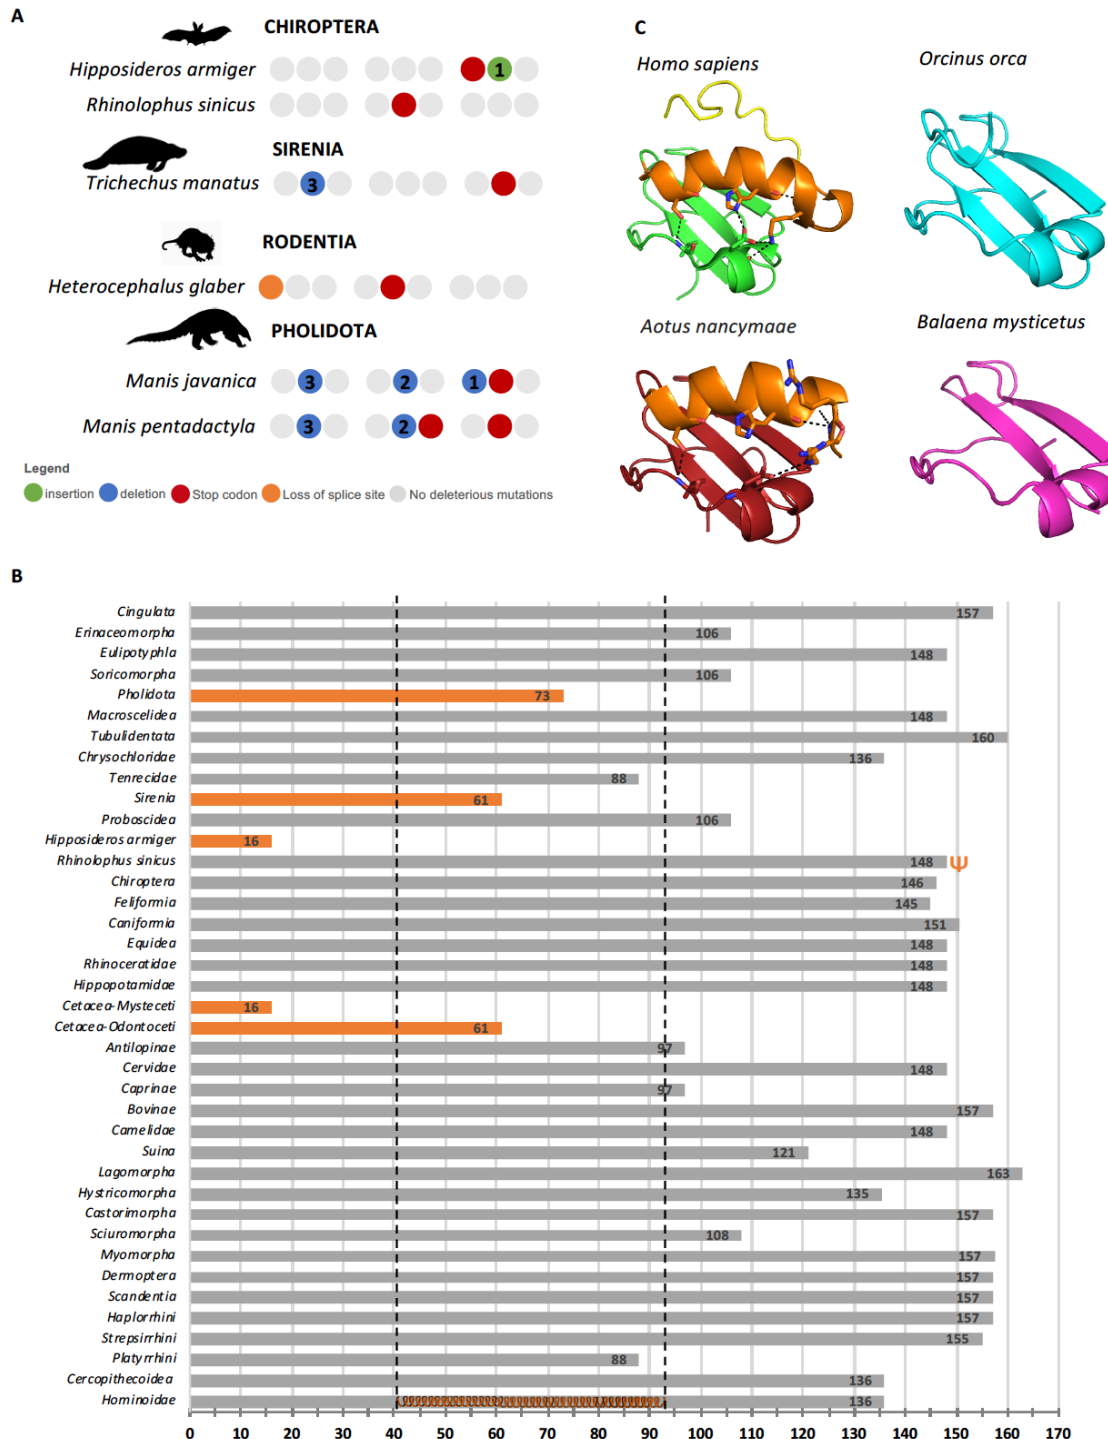 A
CHIROPTERA
Hipposideros armiger
1
Rhinolophus sinicus
SIRENIA
Trichechus manatus
3
RODENTIA
Heterocephalus glaber
PHOLIDOTA
Manis javanica
3 2 1
Manis pentadactyla
3 2
Legend
insertion deletion Stop codon Loss of splice site No deleterious mutations
C
Homo sapiens
Orcinus orca
Aotus nancymaae
Balaena mysticetus
B
Cingulata 157
Erinaceomorpha 106
Eulipotyphla 148
Soricomorpha 106
Pholidota 73
Macroscelidea 148
Tubulidentata 160
Chrysochloridae 136
Tenrecidae 88
Sirenia 61
Proboscidea 106
Hipposideros armiger 16
Rhinolophus sinicus 148 Ψ
Chiroptera 146
Feliformia 145
Caniformia 151
Equidea 148
Rhinoceratidae 148
Hippopotamidae 148
Cetacea-Mysteceti 16
Cetacea-Odontoceti 61
Antilopinae 97
Cervidae 148
Caprinae 97
Bovinae 157
Camelidae 148
Suina 121
Lagomorpha 163
Hystricomorpha 135
Castorimorpha 157
Sciuromorpha 108
Myomorpha 157
Dermoptera 157
Scandentia 157
Haplorrhini 157
Strepsirrhini 155
Platyrrhini 88
Cercopithecoidea 136
Hominoidae 136
0 10 20 30 40 50 60 70 80 90 100 110 120 130 140 150 160 170